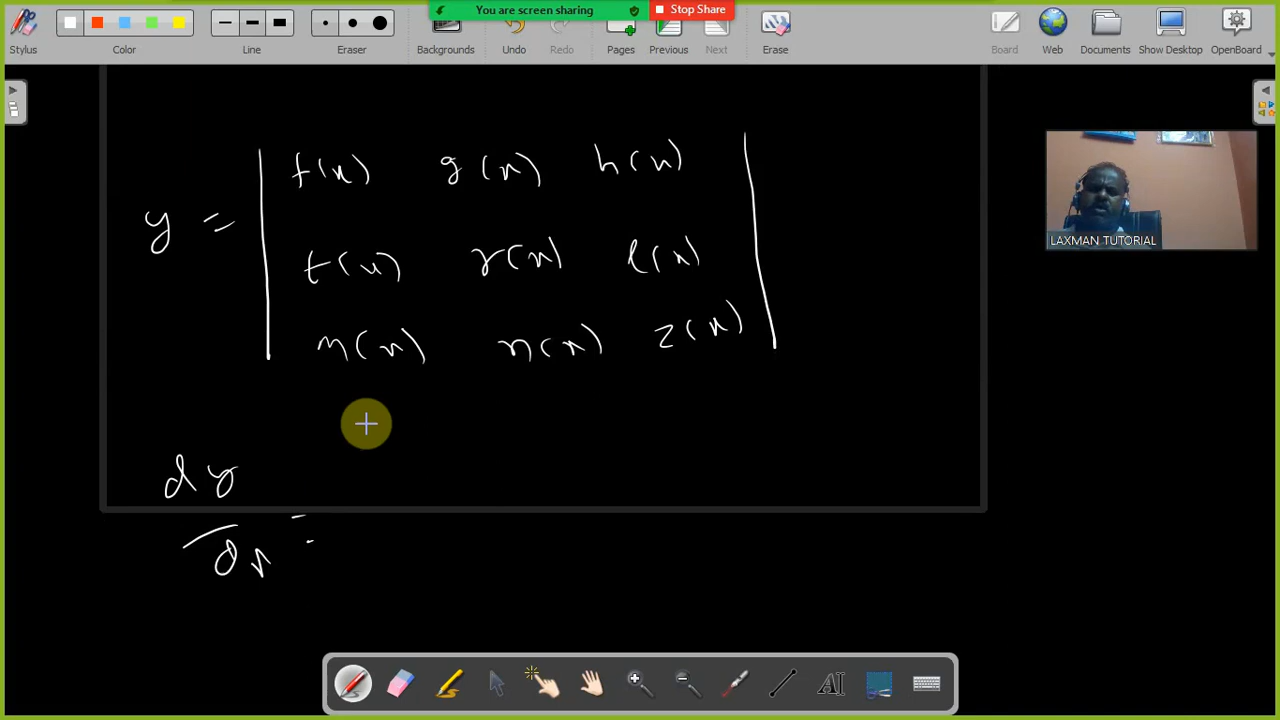 You are screen sharing Stop Share
Stylus Color Line Eraser Backgrounds Undo Redo Pages Previous Next Erase Board Web Documents Show Desktop OpenBoard
f(x) g(x) h(x)
y =
t(x) r(x) l(x)
m(x) n(x) z(x)
LAXMAN TUTORIAL
dy
dx =